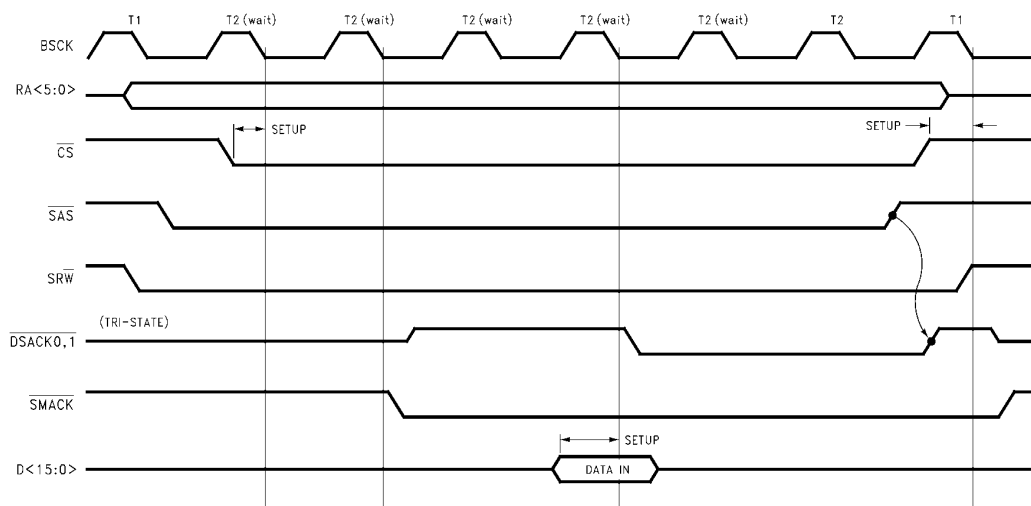 T1 T2 (wait) T2 (wait) T2 (wait) T2 (wait) T2 (wait) T2 T1
BSCK
RA<5:0>
SETUP SETUP
CS
SAS
SRW
(TRI-STATE)
DSACK0,1
SMACK
SETUP
D<15:0> DATA IN